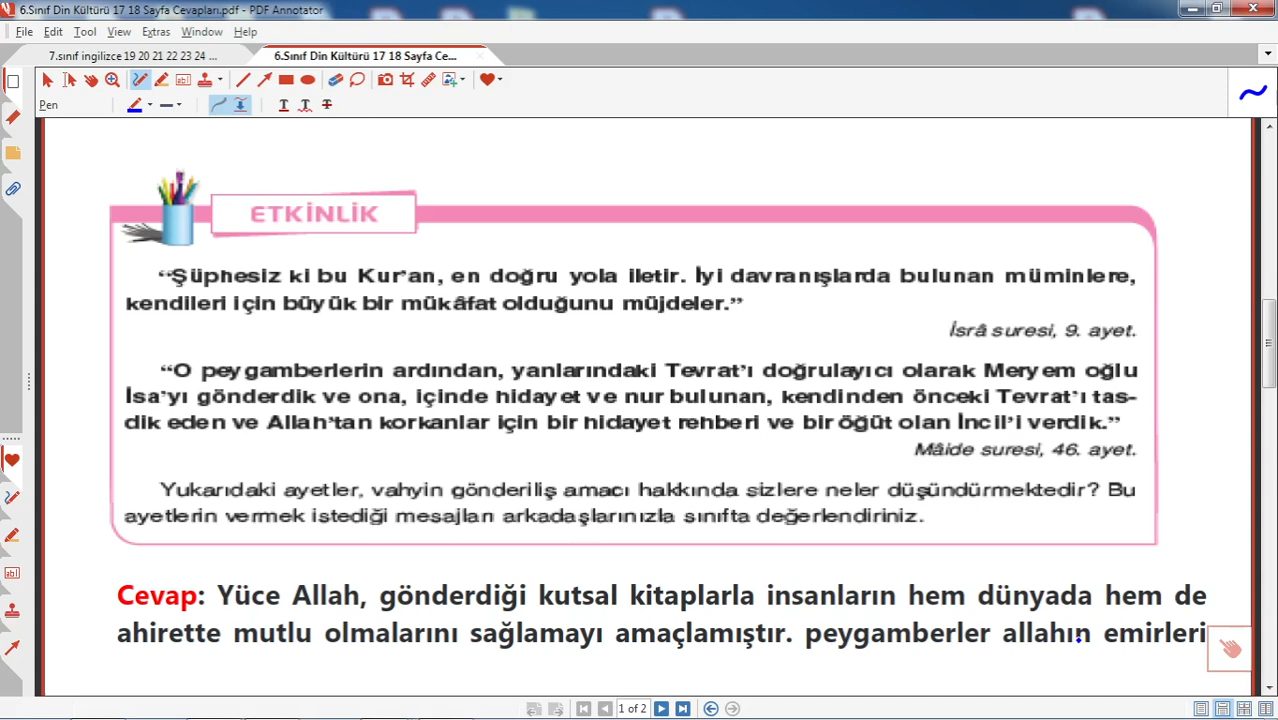 6.Sınıf Din Kültürü 17 18 Sayfa Cevapları.pdf - PDF Annotator
File Edit Tool View Extras Window Help
7.sınıf ingilizce 19 20 21 22 23 24 ... 6.Sınıf Din Kültürü 17 18 Sayfa Ce...
Pen
ETKİNLİK
“Şüphesiz ki bu Kur’an, en doğru yola iletir. İyi davranışlarda bulunan müminlere,
kendileri için büyük bir mükâfat olduğunu müjdeler.”
İsrâ suresi, 9. ayet.
“O peygamberlerin ardından, yanlarındaki Tevrat’ı doğrulayıcı olarak Meryem oğlu
İsa’yı gönderdik ve ona, içinde hidayet ve nur bulunan, kendinden önceki Tevrat’ı tas-
dik eden ve Allah’tan korkanlar için bir hidayet rehberi ve bir öğüt olan İncil’i verdik.”
Mâide suresi, 46. ayet.
Yukarıdaki ayetler, vahyin gönderiliş amacı hakkında sizlere neler düşündürmektedir? Bu
ayetlerin vermek istediği mesajları arkadaşlarınızla sınıfta değerlendiriniz.
Cevap: Yüce Allah, gönderdiği kutsal kitaplarla insanların hem dünyada hem de
ahirette mutlu olmalarını sağlamayı amaçlamıştır. peygamberler allahın emirleri
1 of 2